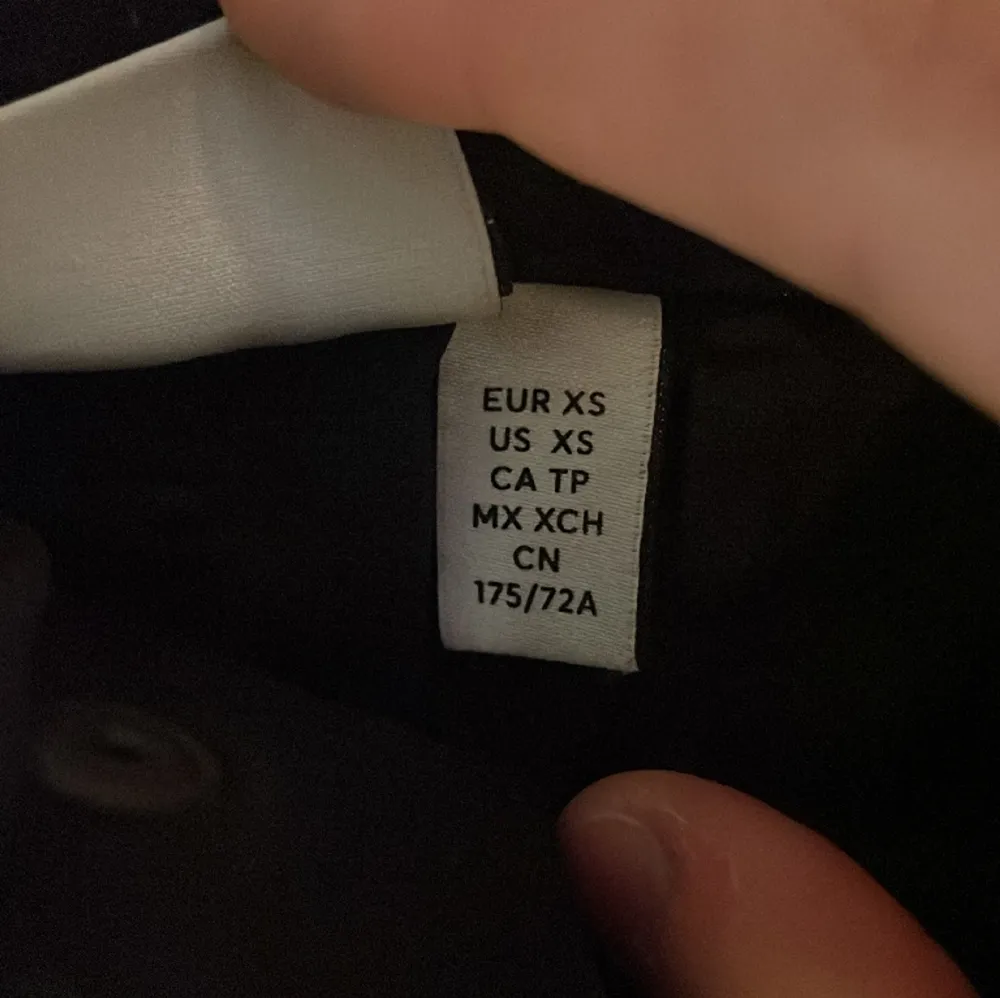 EUR XS
US XS
CA TP
MX XCH
CN
175/72A